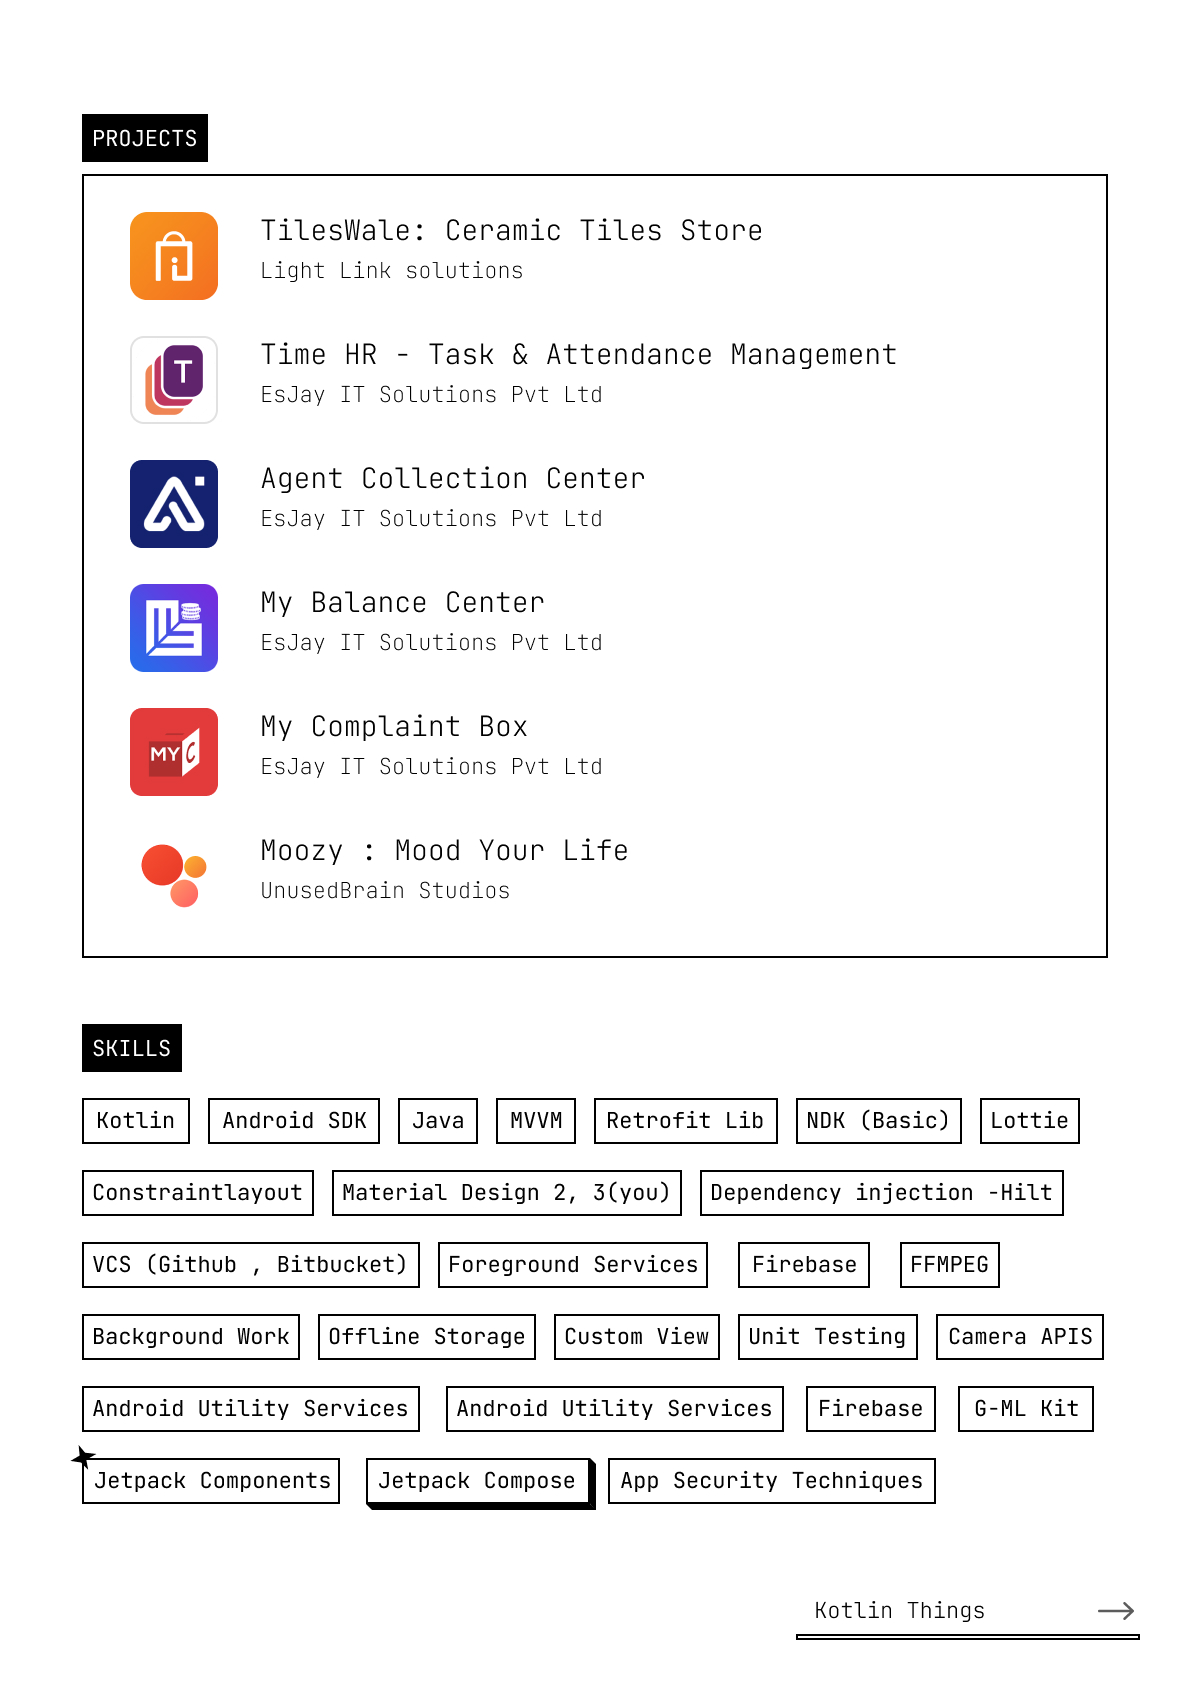 PROJECTS
TilesWale: Ceramic Tiles Store
Light Link solutions
T
Time HR - Task & Attendance Management
EsJay IT Solutions Pvt Ltd
Agent Collection Center
EsJay IT Solutions Pvt Ltd
My Balance Center
EsJay IT Solutions Pvt Ltd
MY C
My Complaint Box
EsJay IT Solutions Pvt Ltd
Moozy : Mood Your Life
UnusedBrain Studios
SKILLS
Kotlin Android SDK Java MVVM Retrofit Lib NDK (Basic) Lottie
Constraintlayout Material Design 2, 3(you) Dependency injection -Hilt
VCS (Github , Bitbucket) Foreground Services Firebase FFMPEG
Background Work Offline Storage Custom View Unit Testing Camera APIS
Android Utility Services Android Utility Services Firebase G-ML Kit
Jetpack Components Jetpack Compose App Security Techniques
Kotlin Things